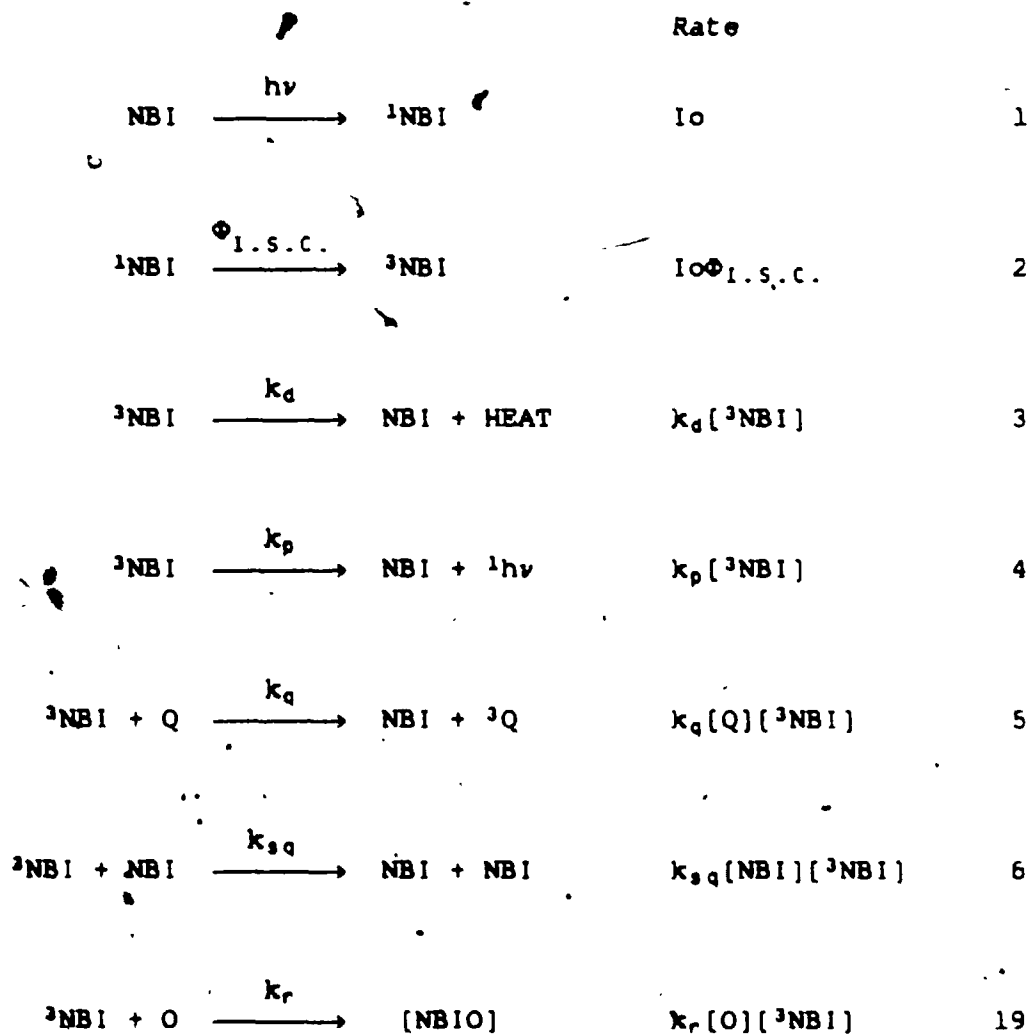 Rate
hν
NBI ⟶ ¹NBI Io 1
Φ I.S.C.
¹NBI ⟶ ³NBI IoΦ I.S.C. 2
k_d
³NBI ⟶ NBI + HEAT k_d[³NBI] 3
k_p
³NBI ⟶ NBI + ¹hν k_p[³NBI] 4
k_q
³NBI + Q ⟶ NBI + ³Q k_q[Q][³NBI] 5
k_sq
³NBI + NBI ⟶ NBI + NBI k_sq[NBI][³NBI] 6
k_r
³NBI + O ⟶ [NBIO] k_r[O][³NBI] 19